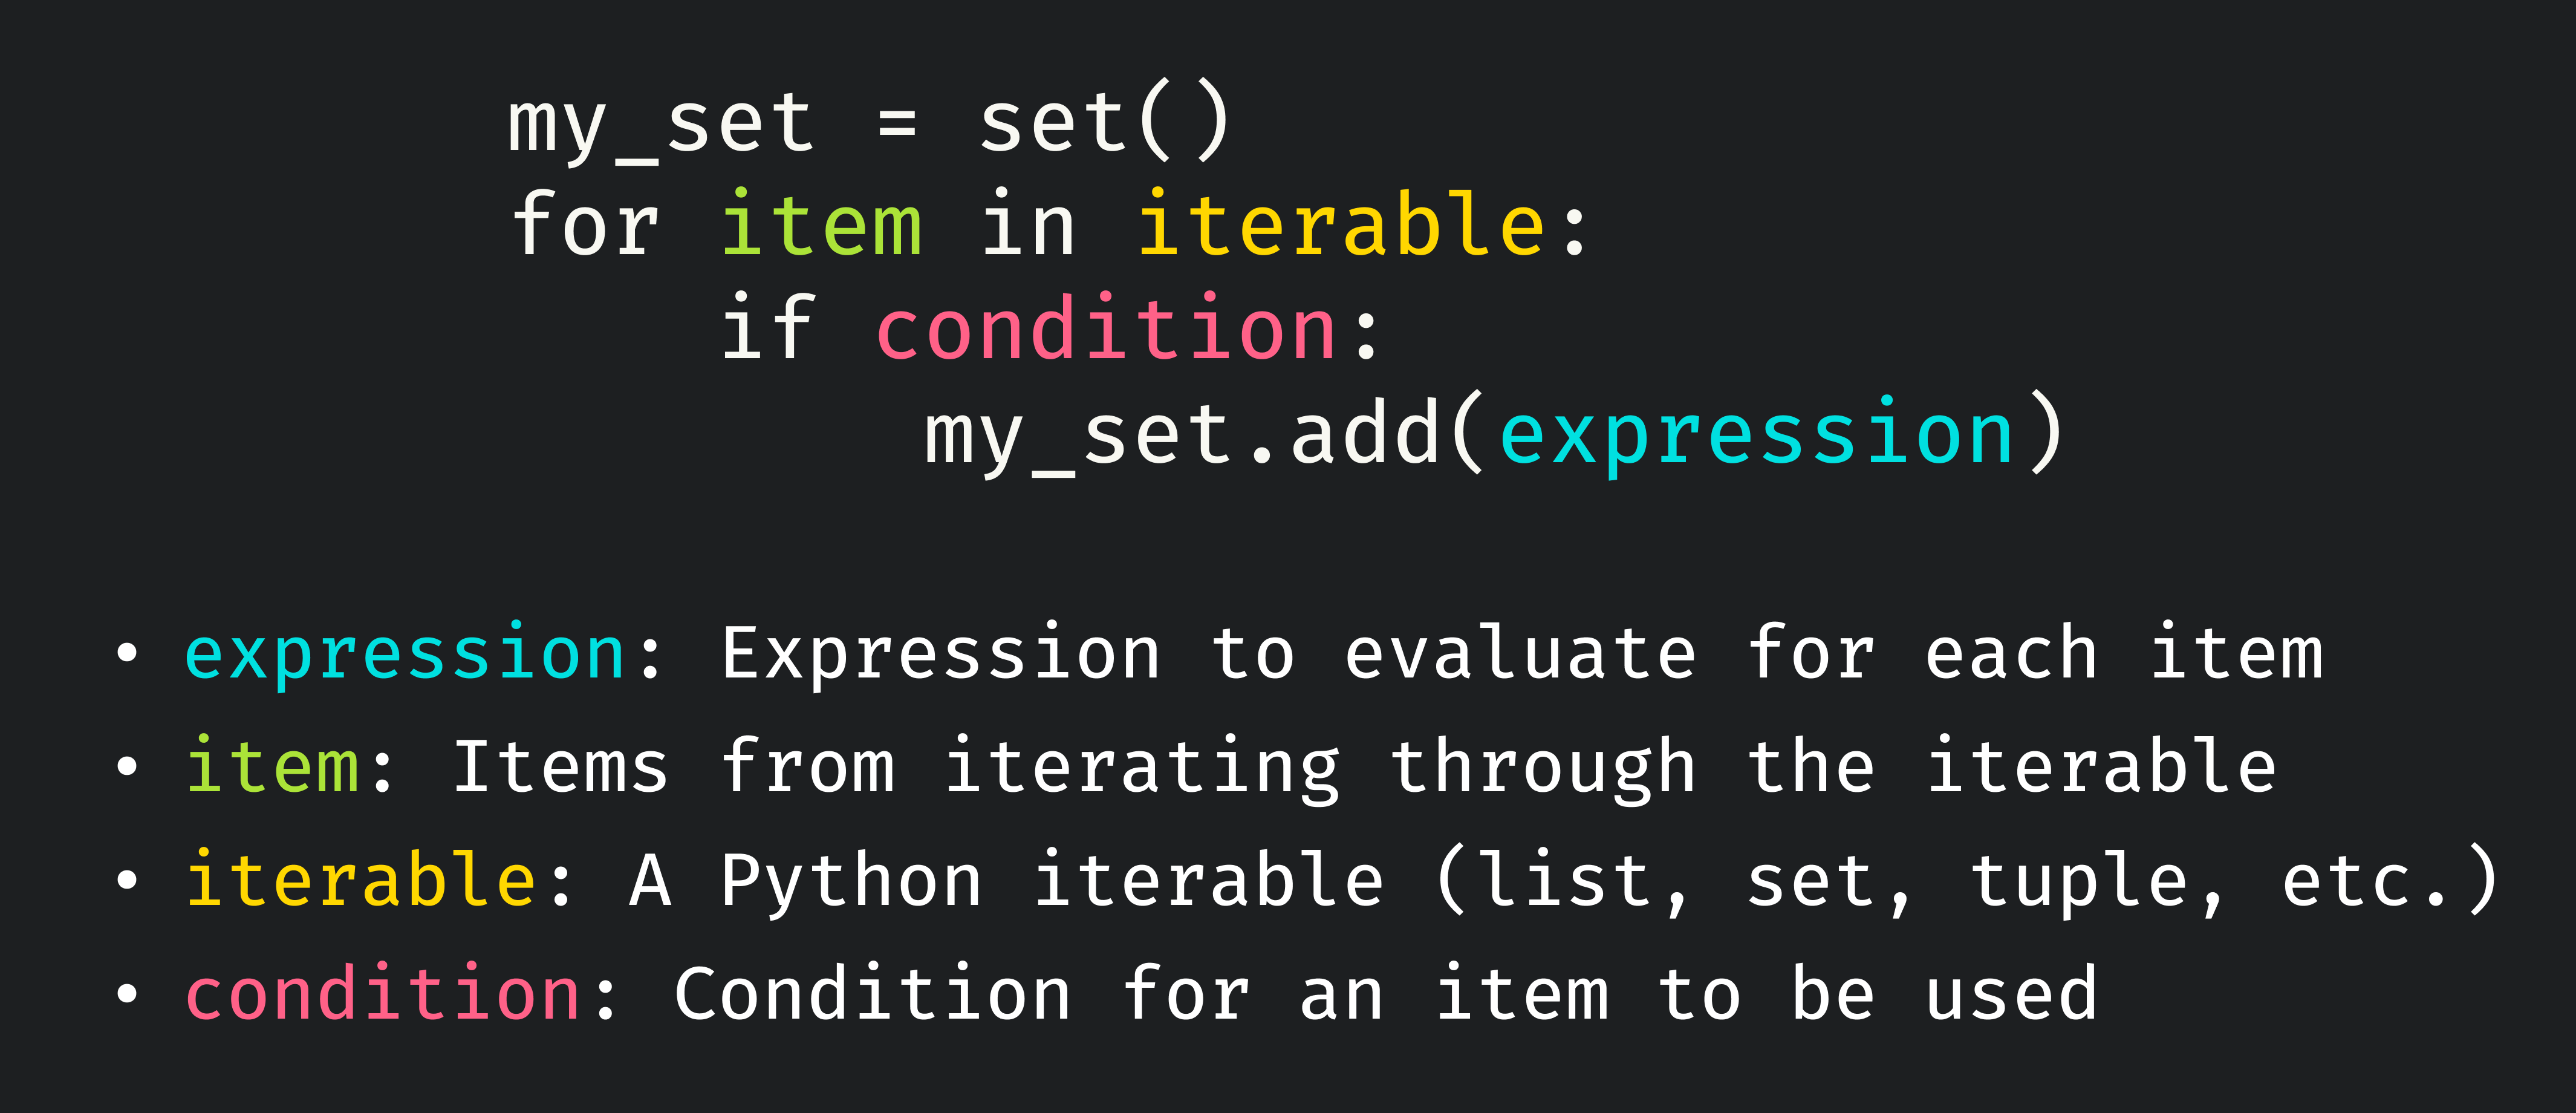 my_set = set()
for item in iterable:
    if condition:
        my_set.add(expression)
• expression: Expression to evaluate for each item
• item: Items from iterating through the iterable
• iterable: A Python iterable (list, set, tuple, etc.)
• condition: Condition for an item to be used